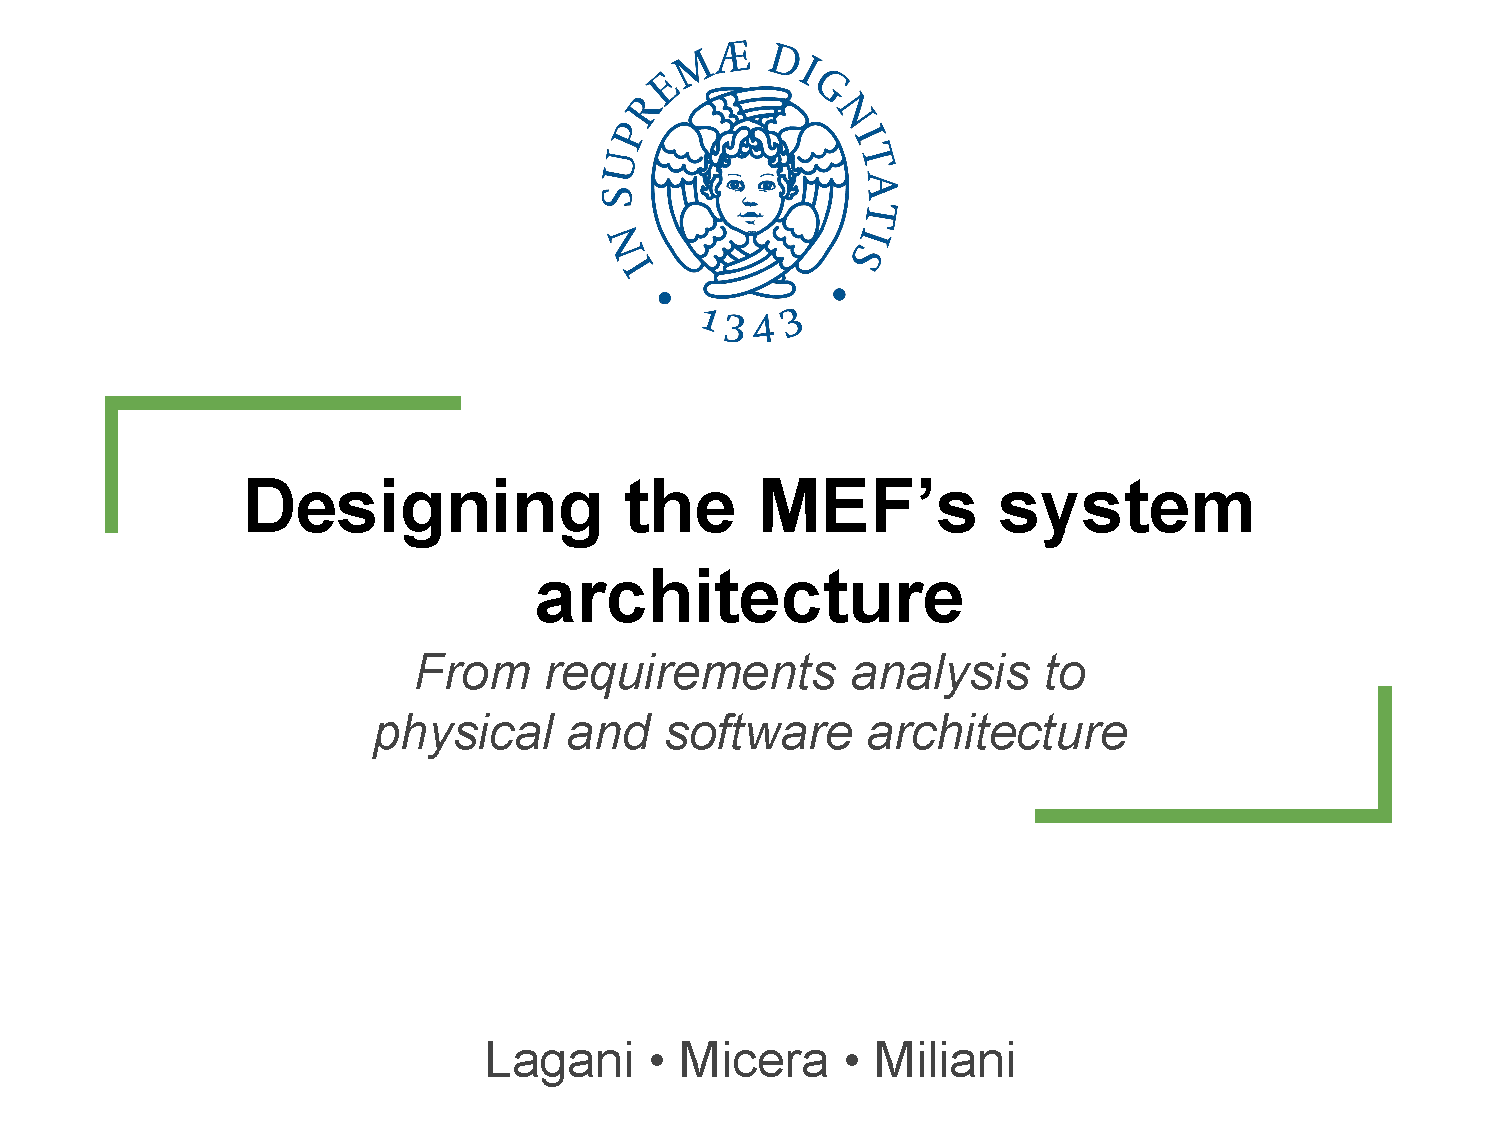 IN SUPREMÆ DIGNITATIS
• 1343 •
Designing the MEF’s system
architecture
From requirements analysis to
physical and software architecture
Lagani • Micera • Miliani